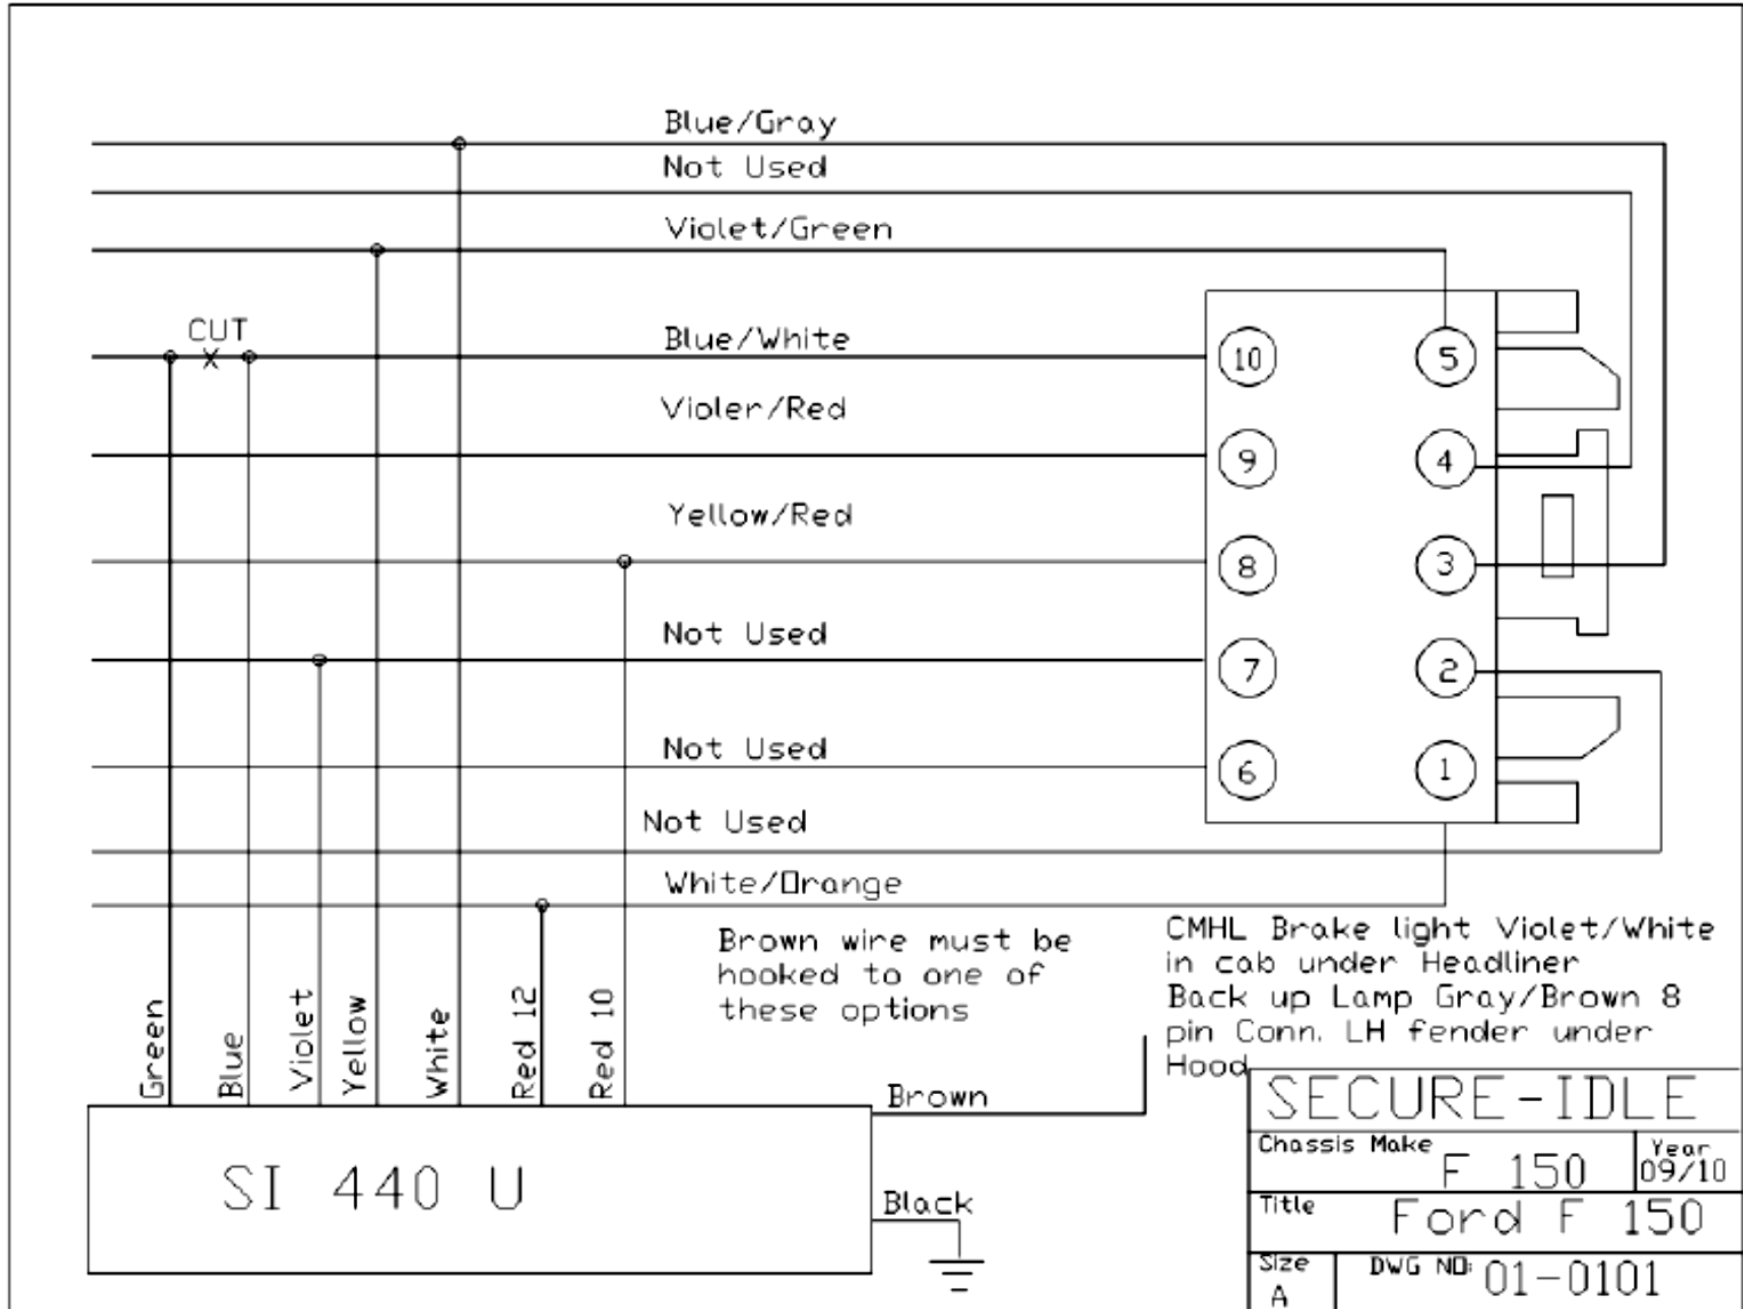 Blue/Gray
Not Used
Violet/Green
CUT
X
Blue/White
Violer/Red
Yellow/Red
Not Used
Not Used
Not Used
White/Orange
10 5
9 4
8 3
7 2
6 1
Brown wire must be
hooked to one of
these options
CMHL Brake light Violet/White
in cab under Headliner
Back up Lamp Gray/Brown 8
pin Conn. LH fender under
Hood
Green
Blue
Violet
Yellow
White
Red 12
Red 10
Brown
Black
SI 440 U
SECURE-IDLE
Chassis Make F 150
Year 09/10
Title Ford F 150
Size A
DWG NO: 01-0101